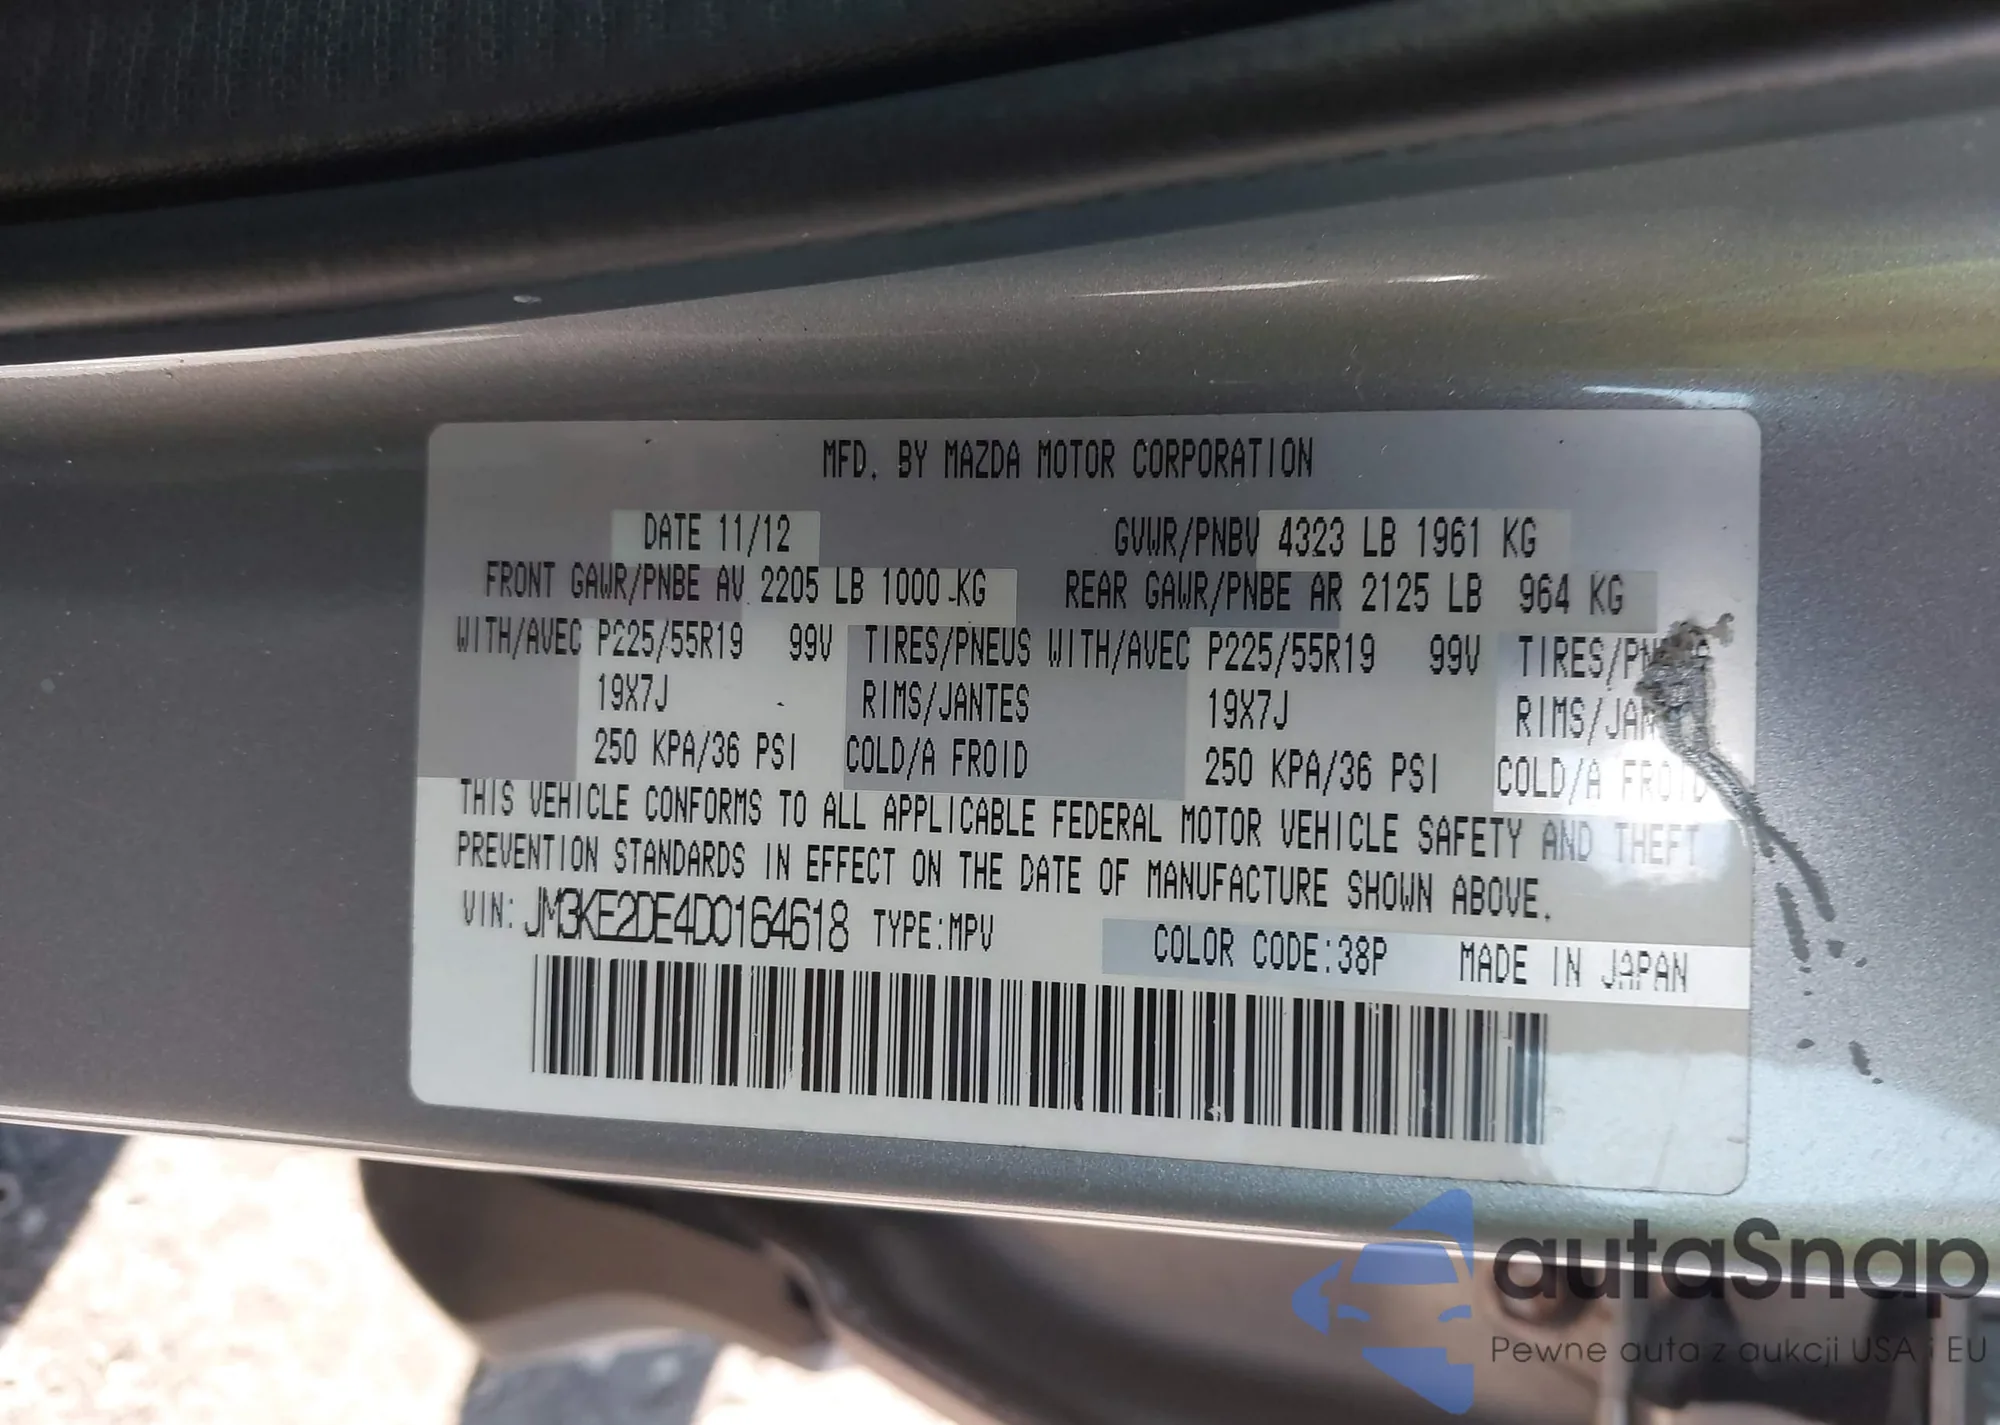 MFD. BY MAZDA MOTOR CORPORATION
DATE 11/12 GVWR/PNBV 4323 LB 1961 KG
FRONT GAWR/PNBE AV 2205 LB 1000 KG REAR GAWR/PNBE AR 2125 LB 964 KG
WITH/AVEC P225/55R19 99V TIRES/PNEUS WITH/AVEC P225/55R19 99V
19X7J RIMS/JANTES 19X7J
250 KPA/36 PSI COLD/A FROID 250 KPA/36 PSI COLD/A FROID
THIS VEHICLE CONFORMS TO ALL APPLICABLE FEDERAL MOTOR VEHICLE SAFETY AND THEFT
PREVENTION STANDARDS IN EFFECT ON THE DATE OF MANUFACTURE SHOWN ABOVE.
VIN: JM3KE2DE4D0164618 TYPE:MPV COLOR CODE:38P MADE IN JAPAN
autaSnap
Pewne auta z aukcji USA i EU